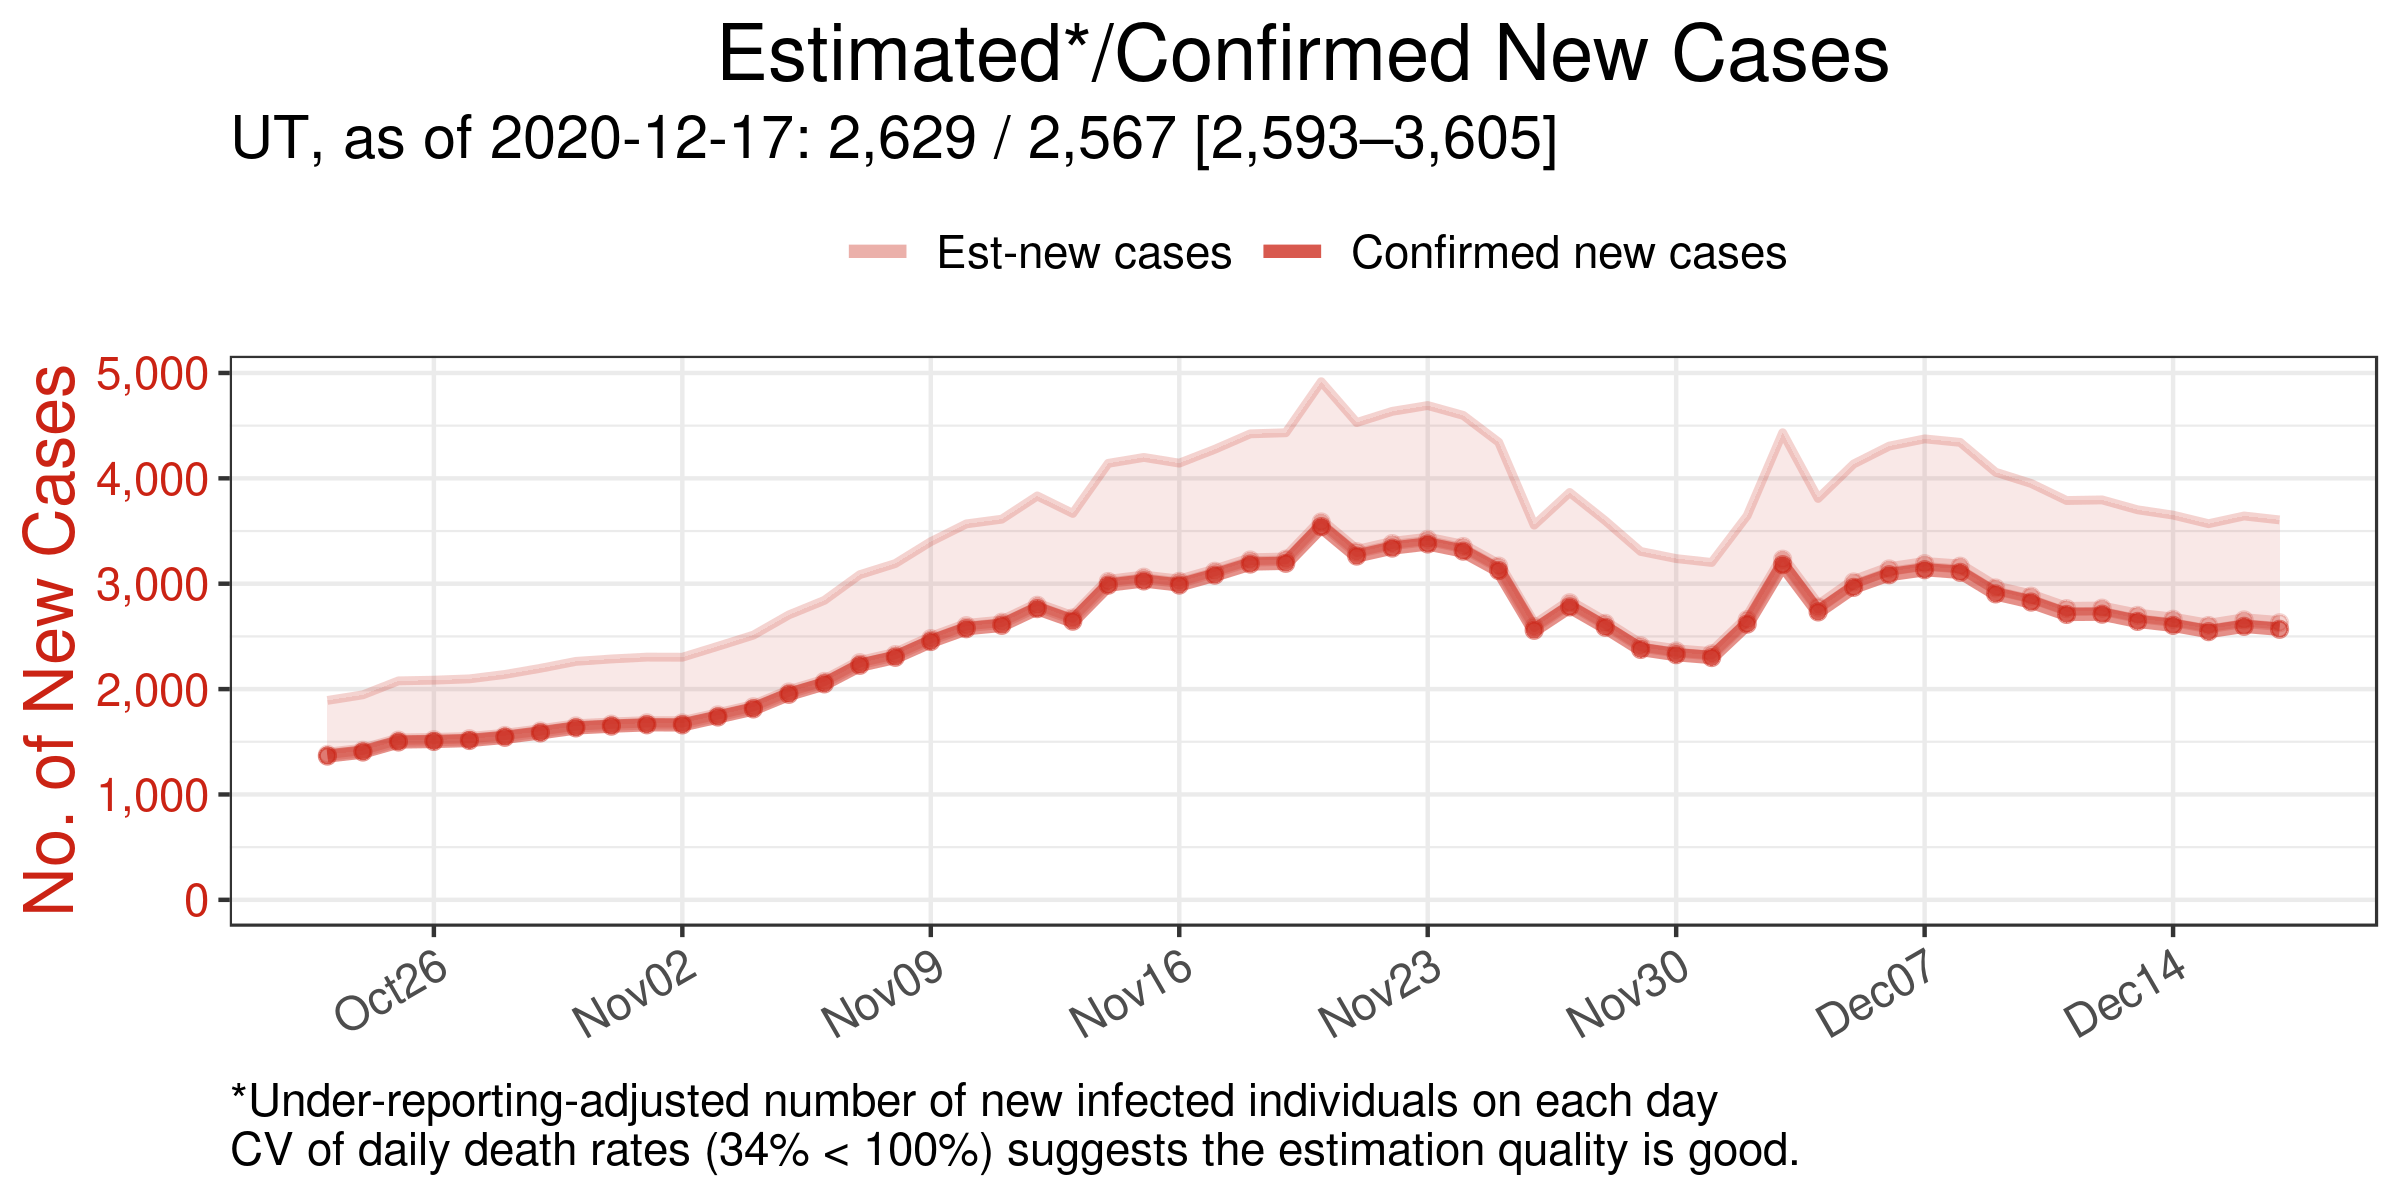 Estimated*/Confirmed New Cases
UT, as of 2020-12-17: 2,629 / 2,567 [2,593–3,605]
Est-new cases Confirmed new cases
No. of New Cases
5,000
4,000
3,000
2,000
1,000
0
Oct26 Nov02 Nov09 Nov16 Nov23 Nov30 Dec07 Dec14
*Under-reporting-adjusted number of new infected individuals on each day
CV of daily death rates (34% < 100%) suggests the estimation quality is good.